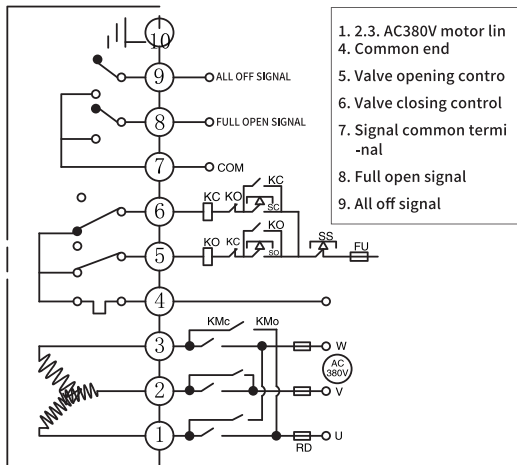 10
9
ALL OFF SIGNAL
8
FULL OPEN SIGNAL
7
COM
6
KC KO KC
SC
5
KO KC KO
SO
SS
FU
4
3
KMc KMo
W
2
AC
380V
V
1
RD
U
1. 2.3. AC380V motor lin
4. Common end
5. Valve opening contro
6. Valve closing control
7. Signal common termi
-nal
8. Full open signal
9. All off signal